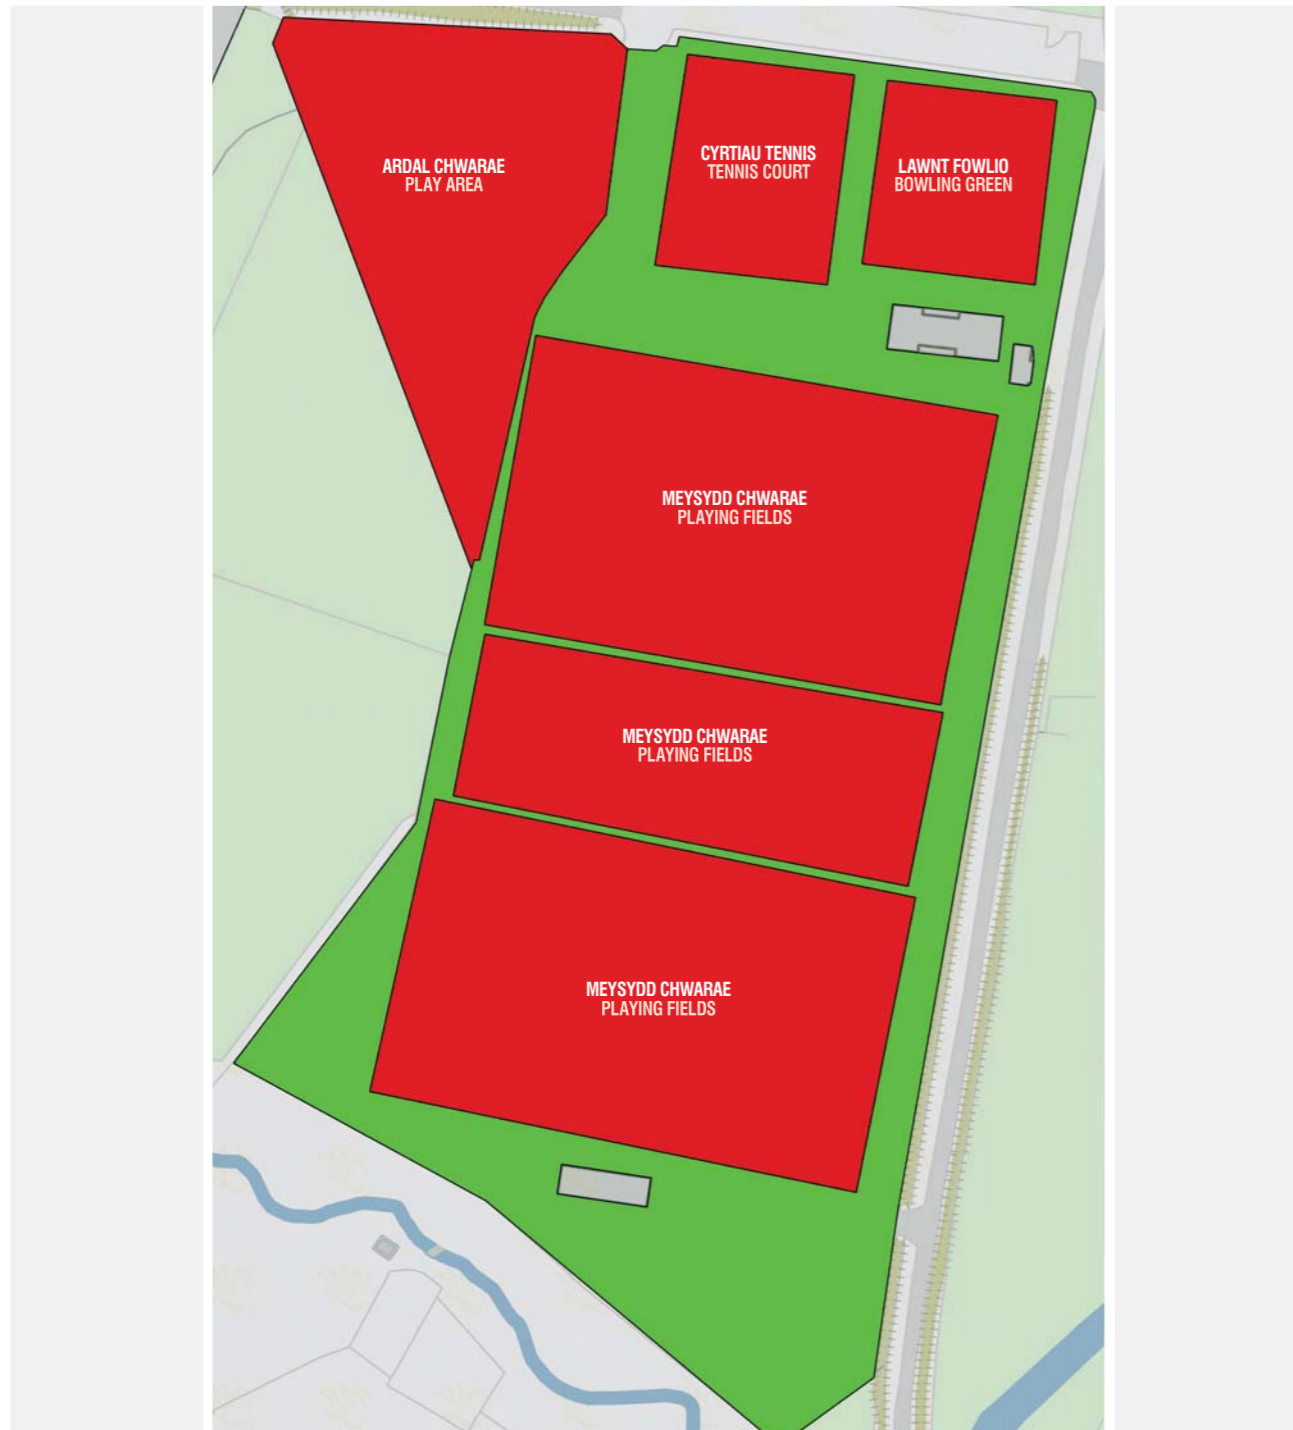 ARDAL CHWARAE
PLAY AREA
CYRTIAU TENNIS
TENNIS COURT
LAWNT FOWLIO
BOWLING GREEN
MEYSYDD CHWARAE
PLAYING FIELDS
MEYSYDD CHWARAE
PLAYING FIELDS
MEYSYDD CHWARAE
PLAYING FIELDS